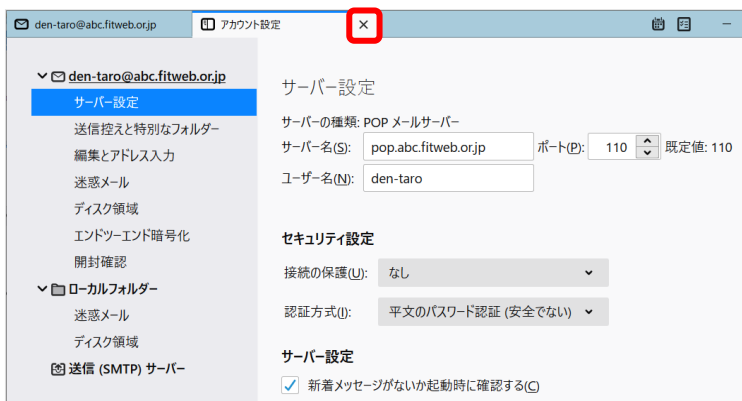 den-taro@abc.fitweb.or.jp
アカウント設定
den-taro@abc.fitweb.or.jp
サーバー設定
送信控えと特別なフォルダー
編集とアドレス入力
迷惑メール
ディスク領域
エンドツーエンド暗号化
開封確認
ローカルフォルダー
迷惑メール
ディスク領域
送信 (SMTP) サーバー
サーバー設定
サーバーの種類: POP メールサーバー
サーバー名(S): pop.abc.fitweb.or.jp ポート(P): 110 既定値: 110
ユーザー名(N): den-taro
セキュリティ設定
接続の保護(U): なし
認証方式(I): 平文のパスワード認証 (安全でない)
サーバー設定
新着メッセージがないか起動時に確認する(C)